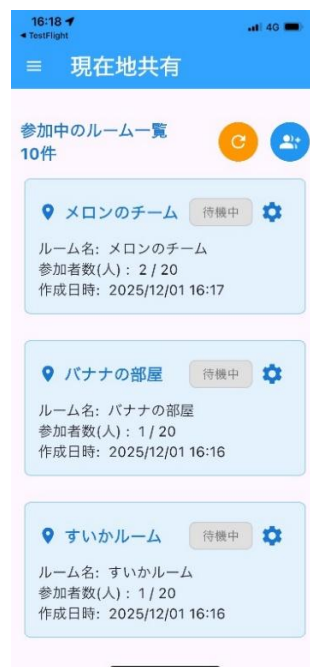 16:18
◀ TestFlight
4G
現在地共有
参加中のルーム一覧
10件
メロンのチーム 待機中
ルーム名: メロンのチーム
参加者数(人) : 2 / 20
作成日時: 2025/12/01 16:17
バナナの部屋 待機中
ルーム名: バナナの部屋
参加者数(人) : 1 / 20
作成日時: 2025/12/01 16:16
すいかルーム 待機中
ルーム名: すいかルーム
参加者数(人) : 1 / 20
作成日時: 2025/12/01 16:16